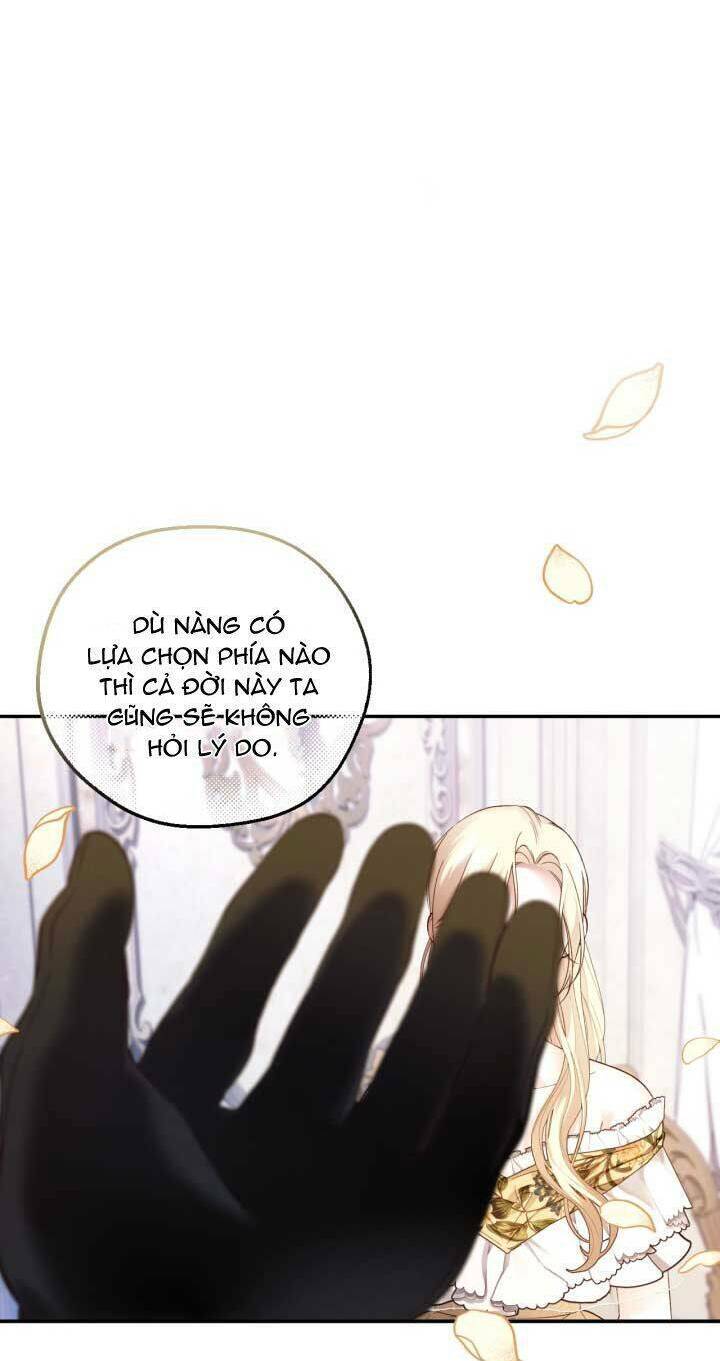 DÙ NÀNG CÓ
LỰA CHỌN PHÍA NÀO
THÌ CẢ ĐỜI NÀY TA
CŨNG SẼ KHÔNG
HỎI LÝ DO.